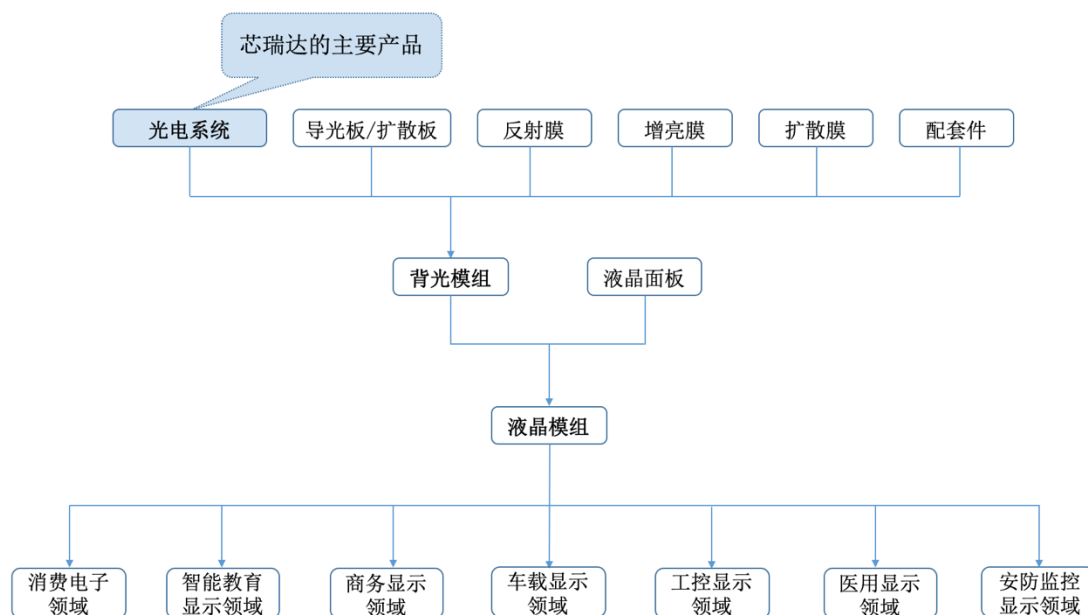 芯瑞达的主要产品
光电系统
导光板/扩散板
反射膜
增亮膜
扩散膜
配套件
背光模组
液晶面板
液晶模组
消费电子
领域
智能教育
显示领域
商务显示
领域
车载显示
领域
工控显示
领域
医用显示
领域
安防监控
显示领域